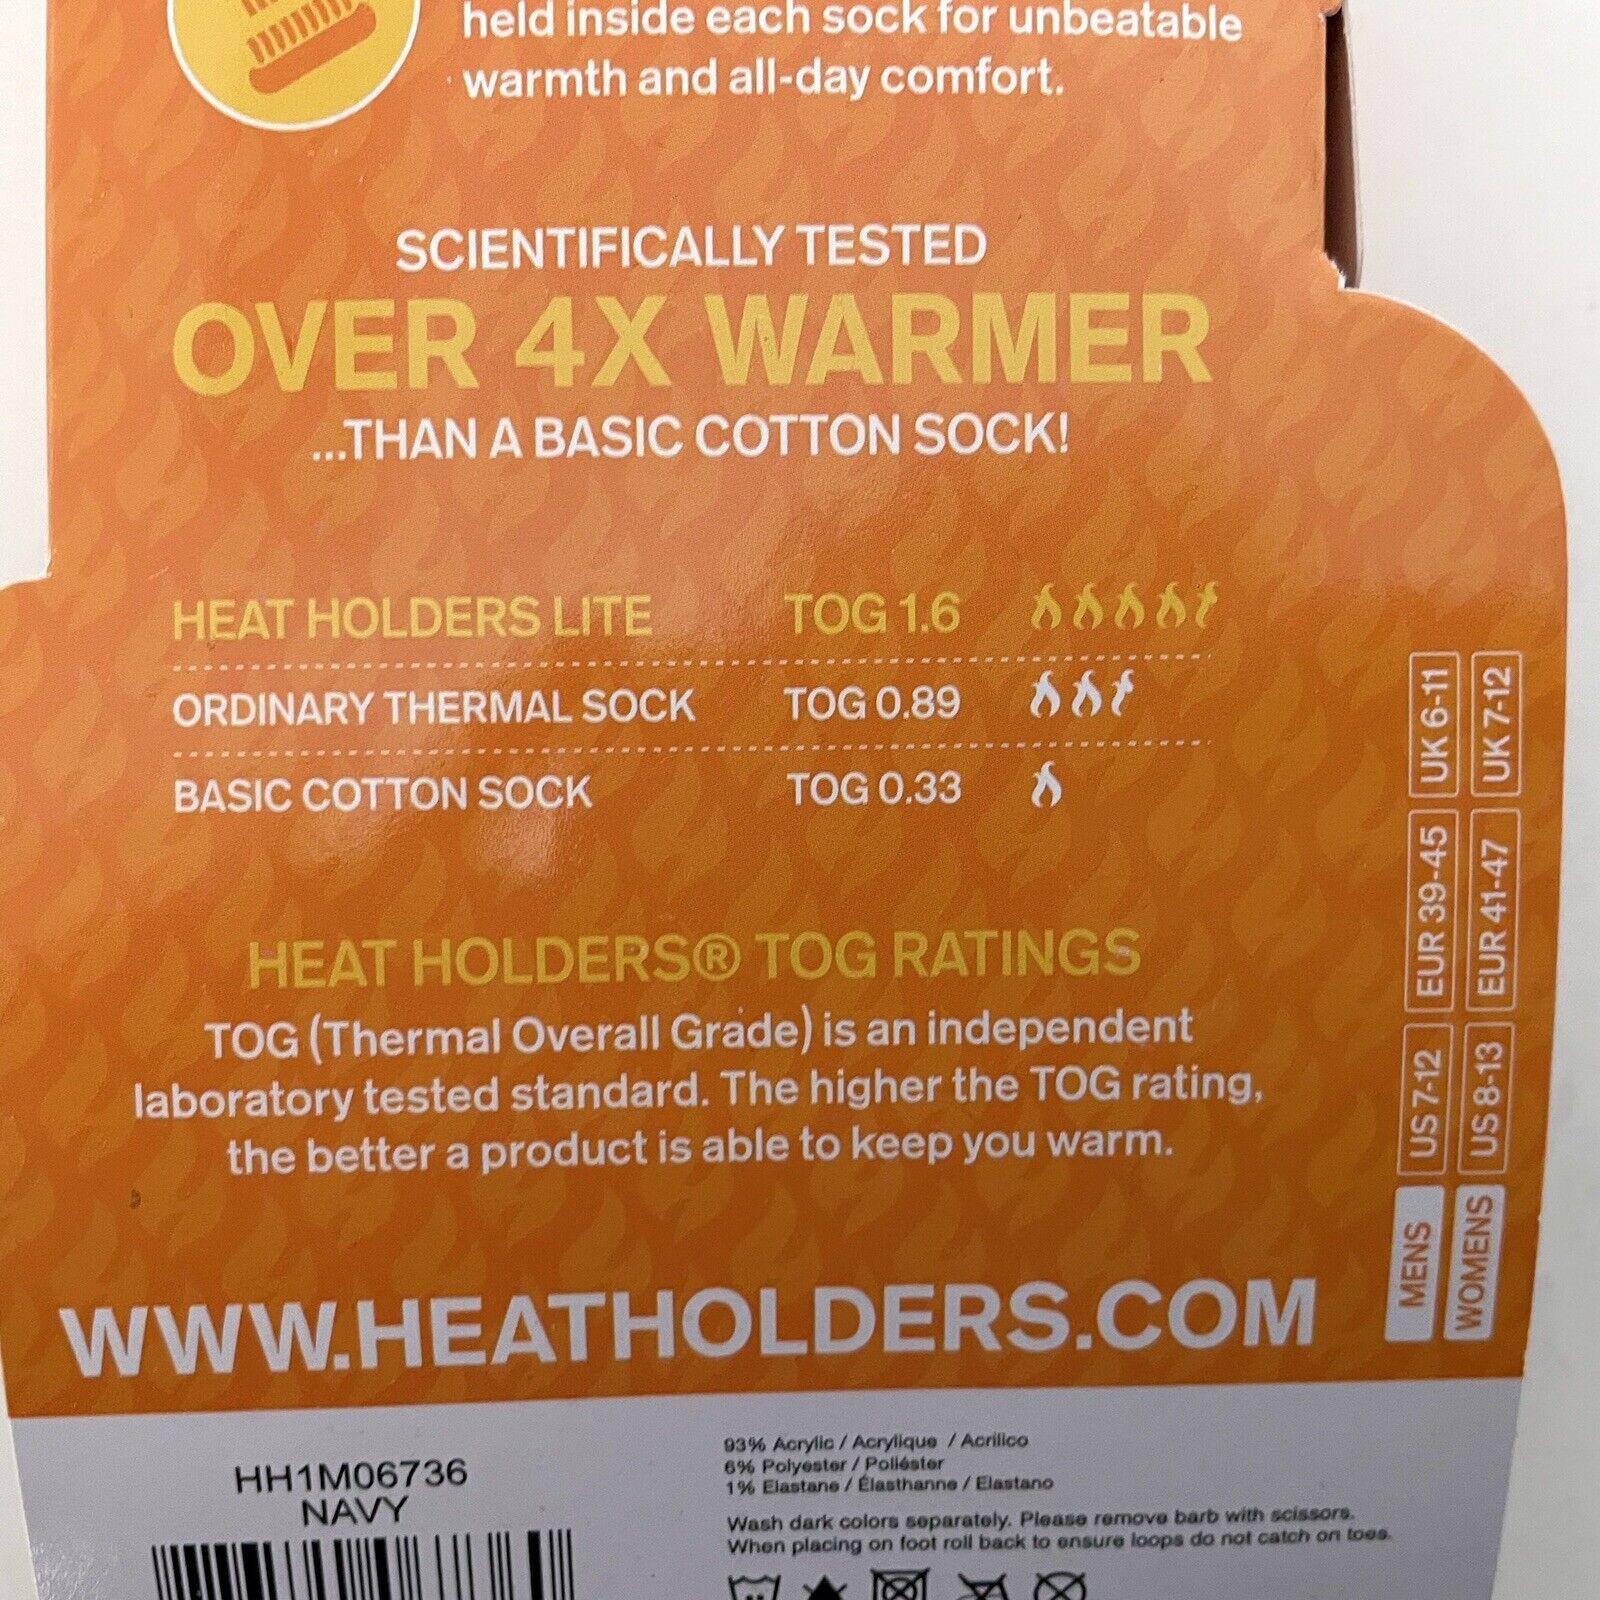 held inside each sock for unbeatable
warmth and all-day comfort.
SCIENTIFICALLY TESTED
OVER 4X WARMER
...THAN A BASIC COTTON SOCK!
HEAT HOLDERS LITE TOG 1.6
ORDINARY THERMAL SOCK TOG 0.89
BASIC COTTON SOCK TOG 0.33
HEAT HOLDERS® TOG RATINGS
TOG (Thermal Overall Grade) is an independent
laboratory tested standard. The higher the TOG rating,
the better a product is able to keep you warm.
WWW.HEATHOLDERS.COM
MENS US 7-12 EUR 39-45 UK 6-11
WOMENS US 8-13 EUR 41-47 UK 7-12
HH1M06736
NAVY
93% Acrylic / Acrylique / Acrilico
6% Polyester / Poliéster
1% Elastane / Élasthanne / Elastano
Wash dark colors separately. Please remove barb with scissors.
When placing on foot roll back to ensure loops do not catch on toes.